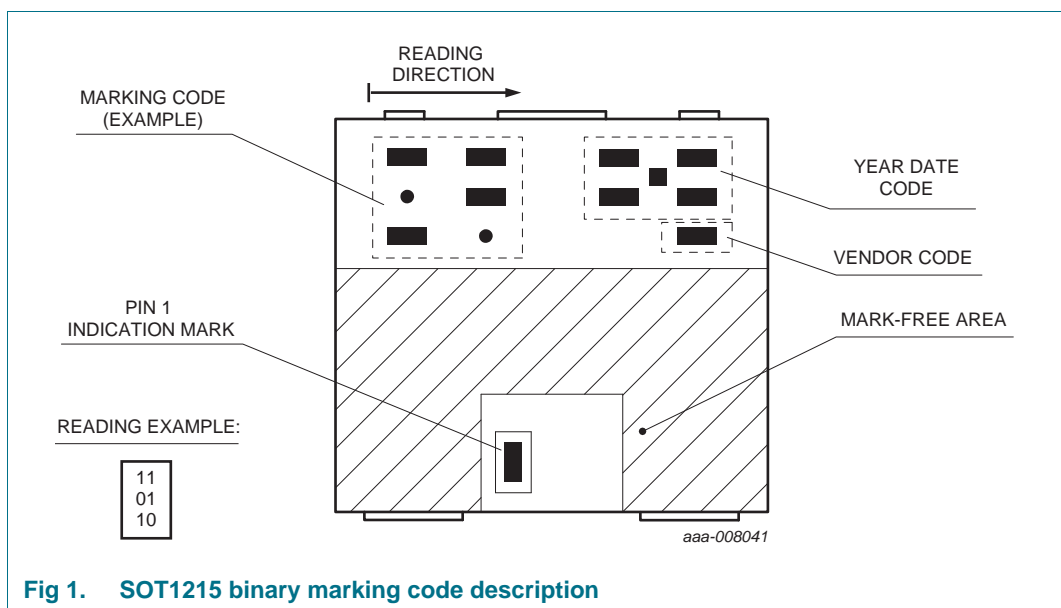 READING
DIRECTION
MARKING CODE
(EXAMPLE)
YEAR DATE
CODE
VENDOR CODE
PIN 1
INDICATION MARK
MARK-FREE AREA
READING EXAMPLE:
11
01
10
aaa-008041
Fig 1. SOT1215 binary marking code description